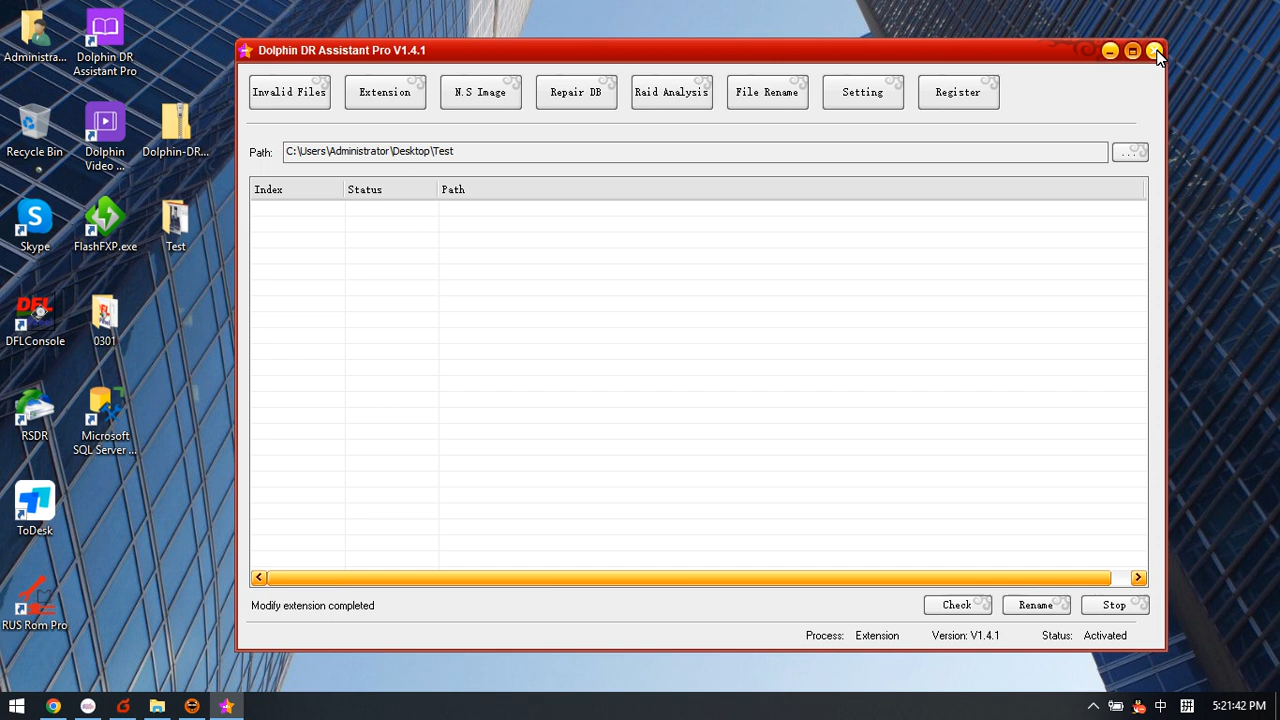 Dolphin DR Assistant Pro V1.4.1
Invalid Files
Extension
N.S Image
Repair DB
Raid Analysis
File Rename
Setting
Register
Path:
C:\Users\Administrator\Desktop\Test
...
Index
Status
Path
Modify extension completed
Check
Rename
Stop
Process: Extension
Version: V1.4.1
Status: Activated
Administra...
Dolphin DR
Assistant Pro
Recycle Bin
Dolphin
Video ...
Dolphin-DR...
Skype
FlashFXP.exe
Test
DFL
DFLConsole
0301
RSDR
Microsoft
SQL Server ...
ToDesk
RUS Rom Pro
中
拼
5:21:42 PM